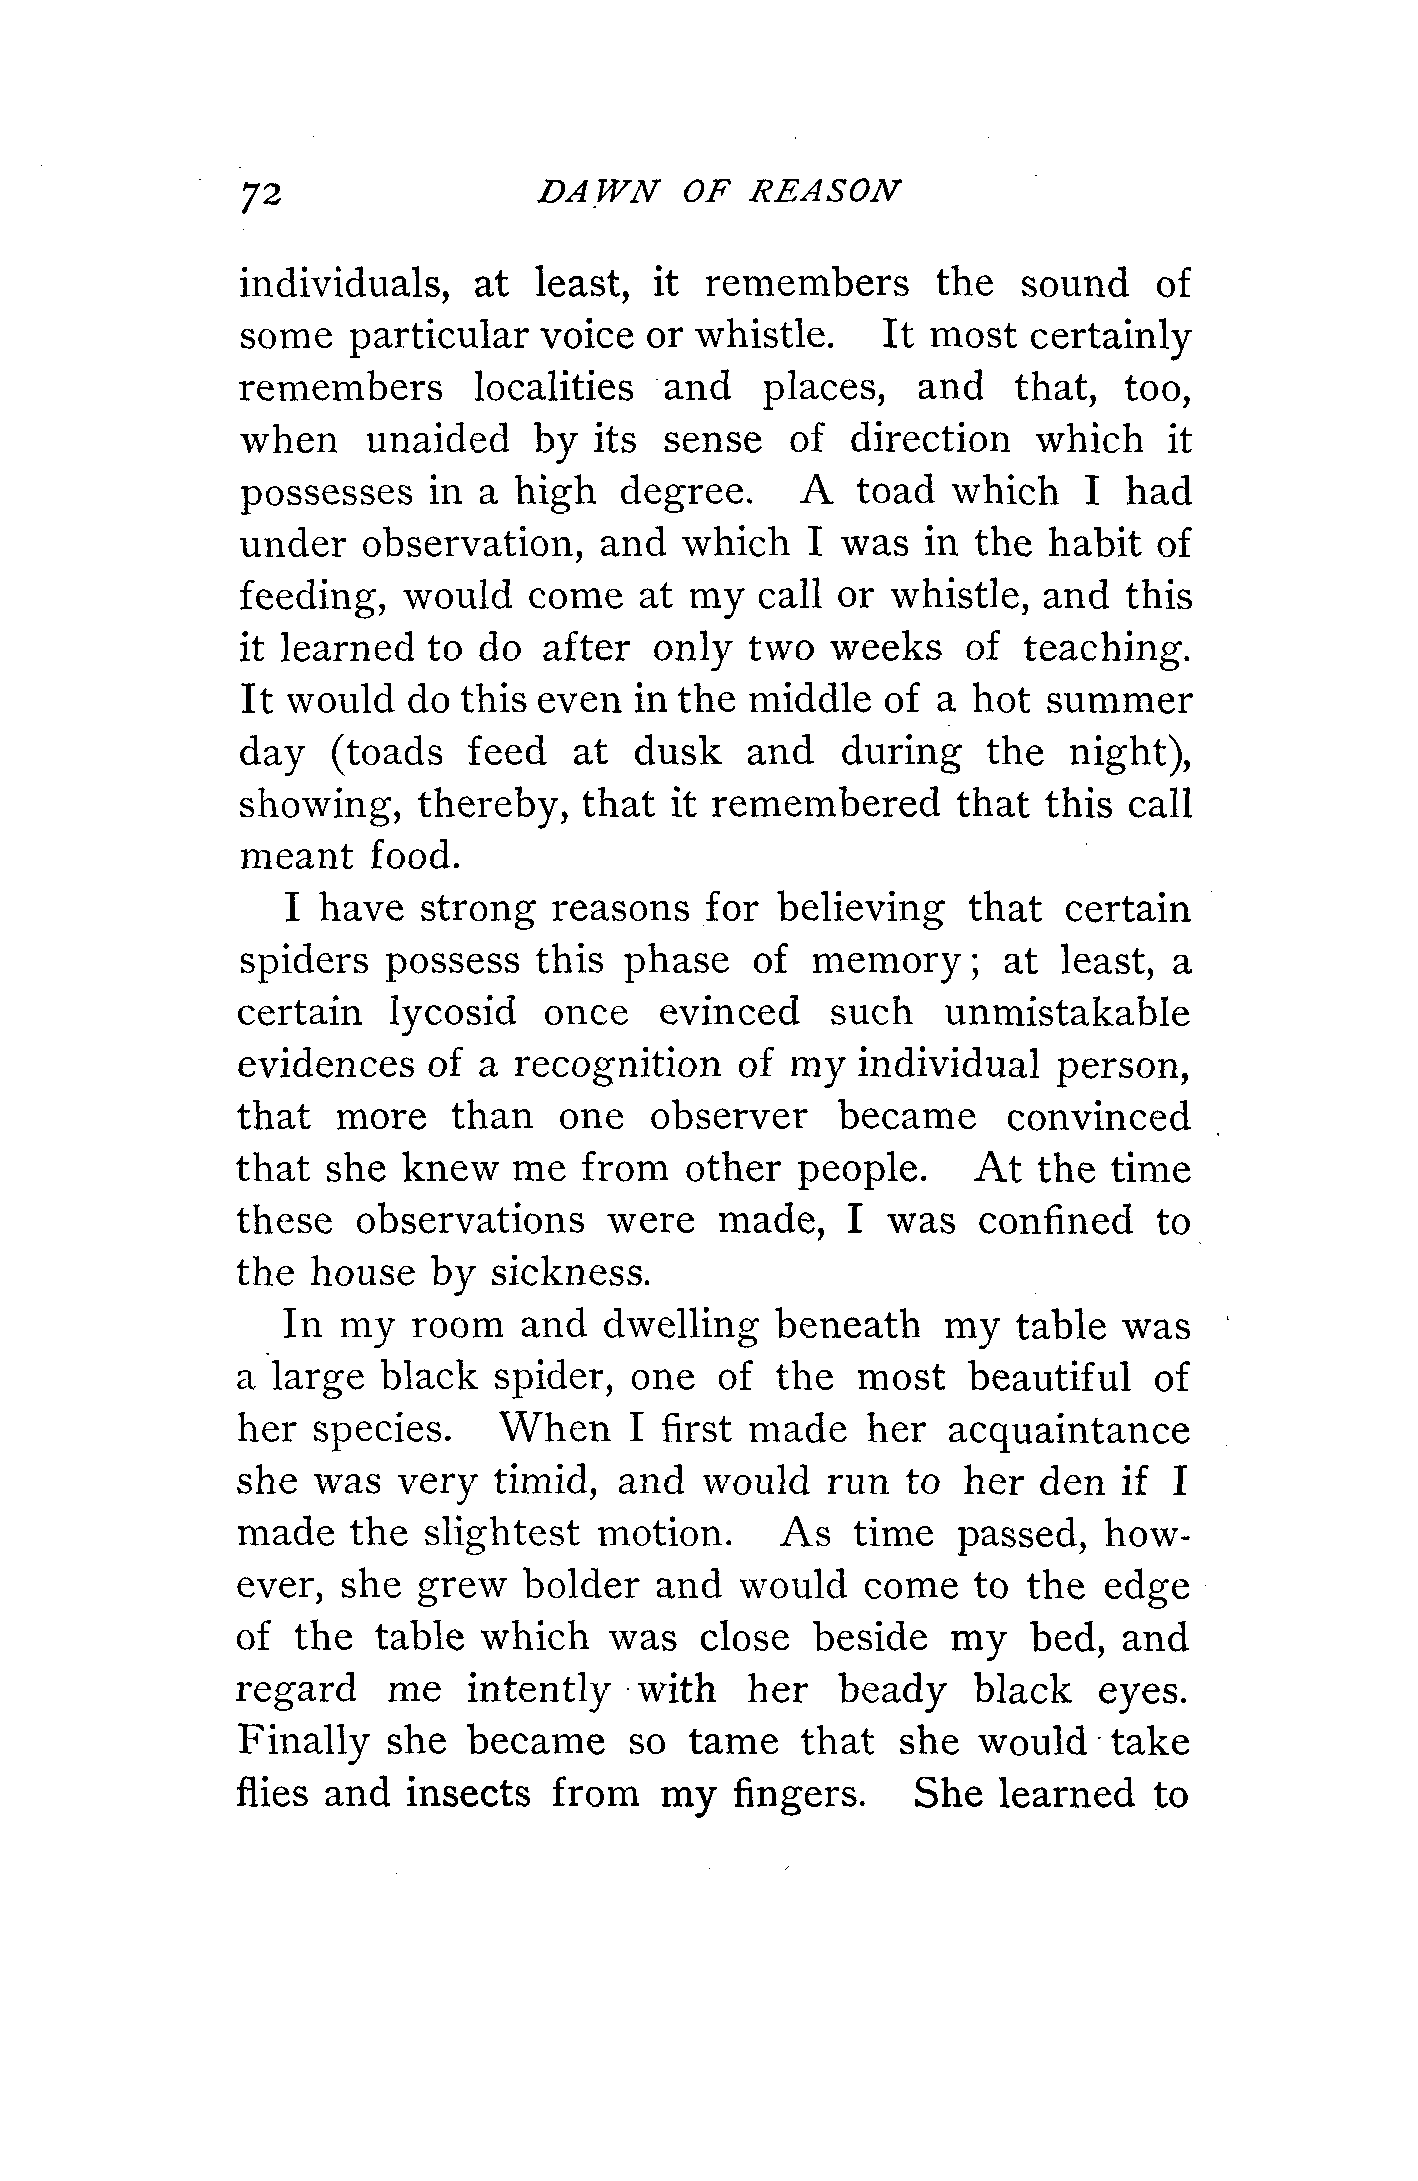 72 DAWN OF REASON
individuals, at least, it remembers the sound of
some particular voice or whistle. It most certainly
remembers localities and places, and that, too,
when unaided by its sense of direction which it
possesses in a high degree. A toad which I had
under observation, and which I was in the habit of
feeding, would come at my call or whistle, and this
it learned to do after only two weeks of teaching.
It would do this even in the middle of a hot summer
day (toads feed at dusk and during the night),
showing, thereby, that it remembered that this call
meant food.
I have strong reasons for believing that certain
spiders possess this phase of memory; at least, a
certain lycosid once evinced such unmistakable
evidences of a recognition of my individual person,
that more than one observer became convinced
that she knew me from other people. At the time
these observations were made, I was confined to
the house by sickness.
In my room and dwelling beneath my table was
a large black spider, one of the most beautiful of
her species. When I first made her acquaintance
she was very timid, and would run to her den if I
made the slightest motion. As time passed, how-
ever, she grew bolder and would come to the edge
of the table which was close beside my bed, and
regard me intently with her beady black eyes.
Finally she became so tame that she would take
flies and insects from my fingers. She learned to